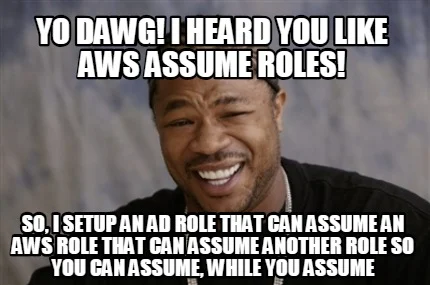 YO DAWG! I HEARD YOU LIKE
AWS ASSUME ROLES!
SO, I SETUP AN AD ROLE THAT CAN ASSUME AN
AWS ROLE THAT CAN ASSUME ANOTHER ROLE SO
YOU CAN ASSUME, WHILE YOU ASSUME